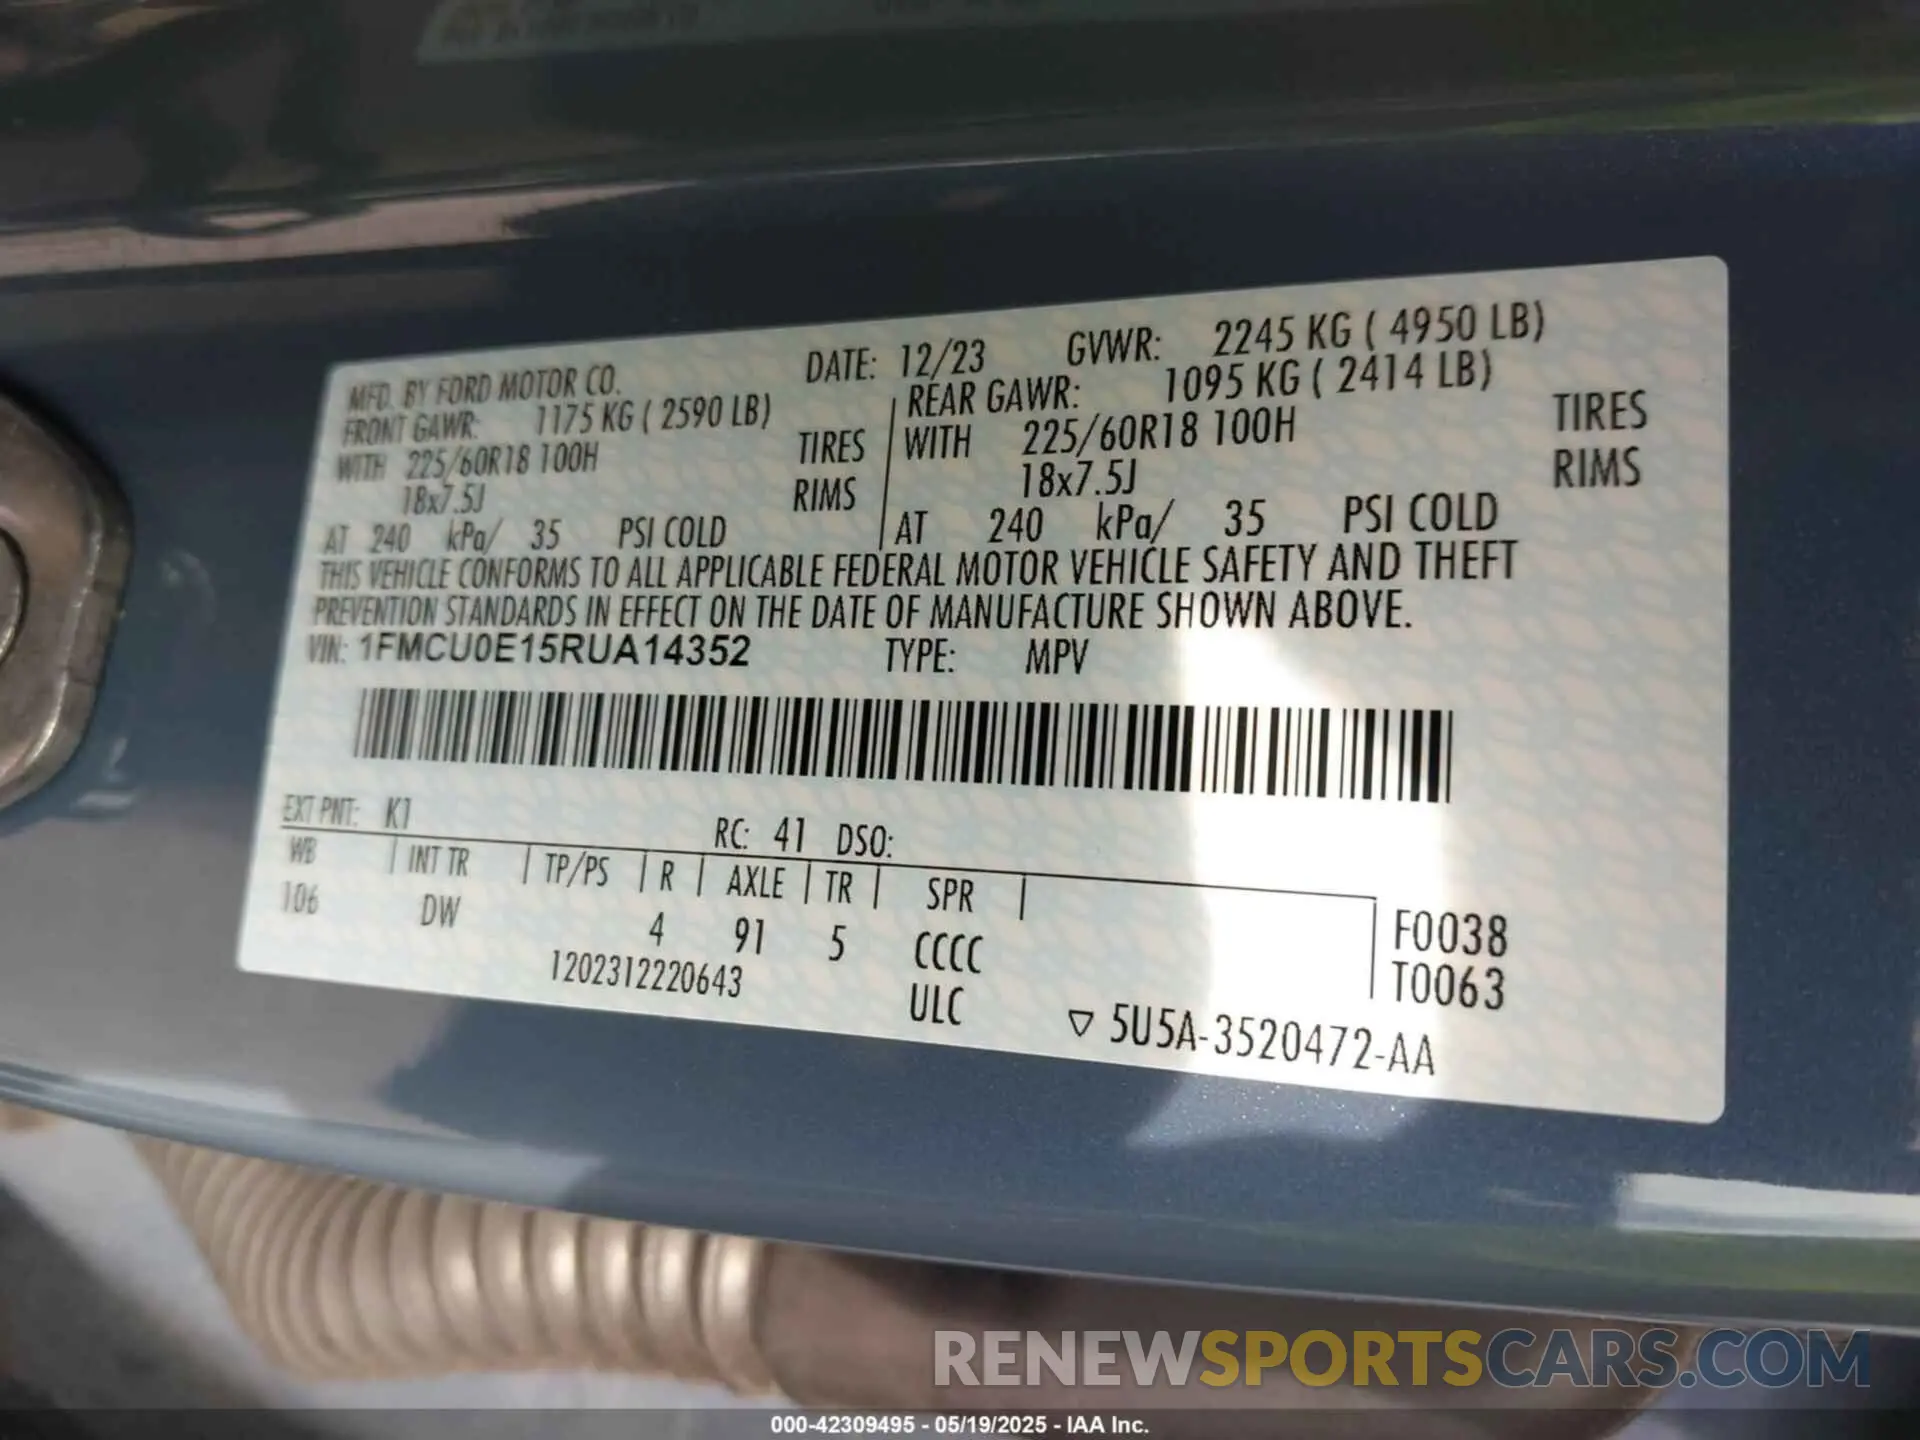 MFD. BY FORD MOTOR CO. DATE: 12/23 GVWR: 2245 KG ( 4950 LB)
FRONT GAWR: 1175 KG ( 2590 LB) REAR GAWR: 1095 KG ( 2414 LB)
WITH 225/60R18 100H TIRES WITH 225/60R18 100H TIRES
18x7.5J RIMS 18x7.5J RIMS
AT 240 kPa/ 35 PSI COLD AT 240 kPa/ 35 PSI COLD
THIS VEHICLE CONFORMS TO ALL APPLICABLE FEDERAL MOTOR VEHICLE SAFETY AND THEFT
PREVENTION STANDARDS IN EFFECT ON THE DATE OF MANUFACTURE SHOWN ABOVE.
VIN: 1FMCU0E15RUA14352 TYPE: MPV
EXT PNT: K1 RC: 41 DSO:
WB INT TR TP/PS R AXLE TR SPR
106 DW 4 91 5 CCCC F0038
1202312220643 ULC T0063
▽ 5U5A-3520472-AA
RENEWSPORTSCARS.COM
000-42309495 - 05/19/2025 - IAA Inc.